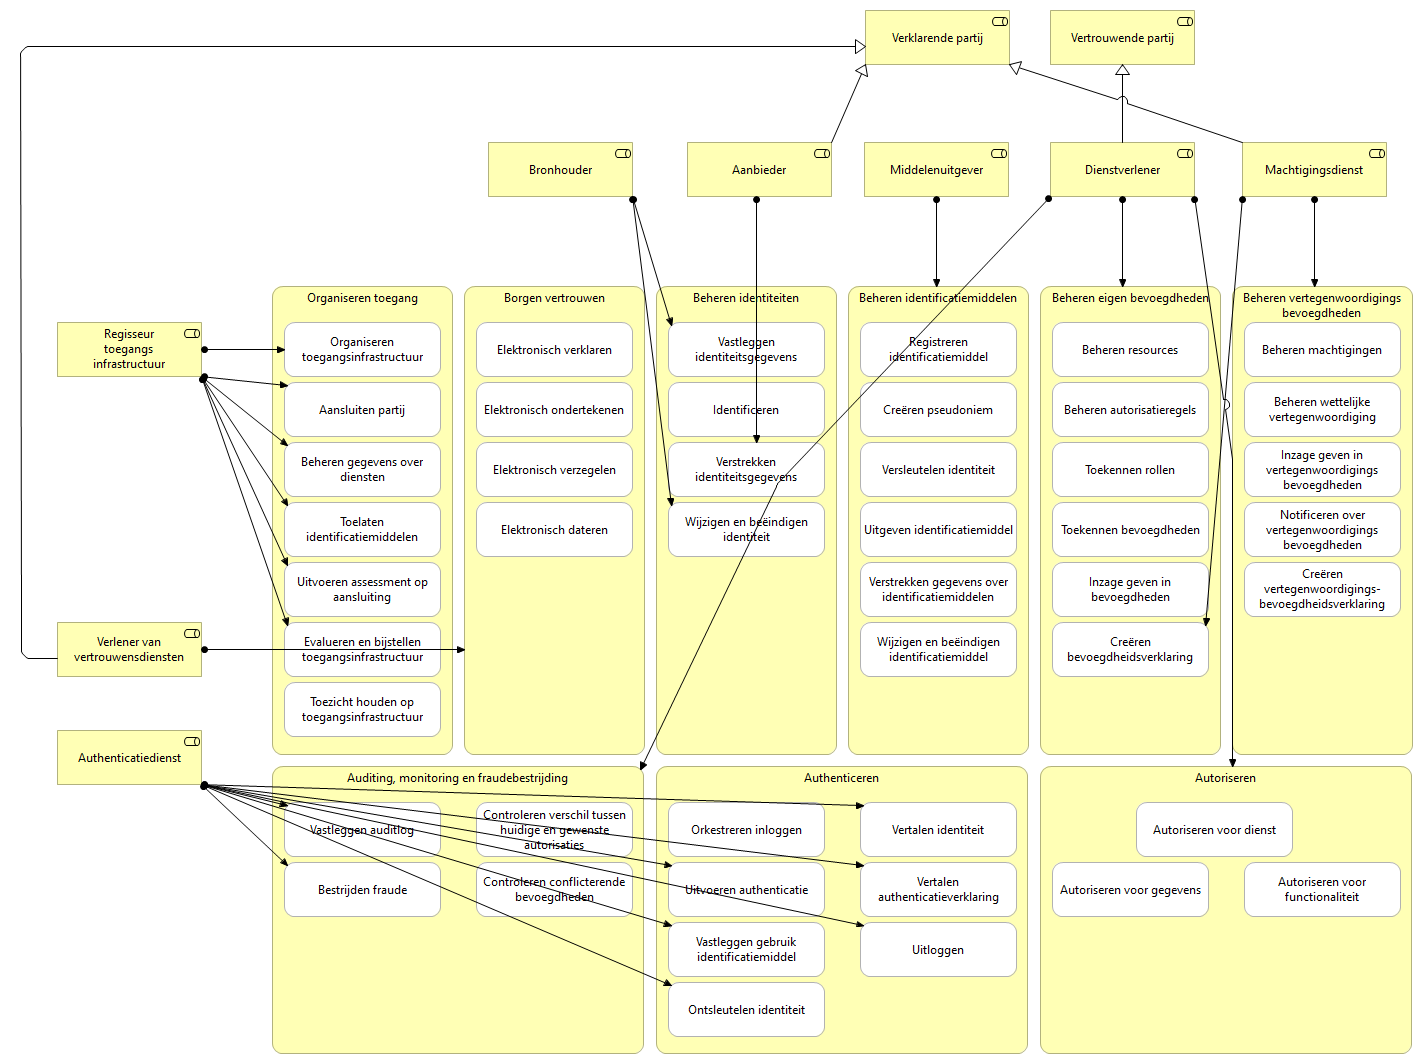 Verklarende partij
Vertrouwende partij
Bronhouder
Aanbieder
Middelenuitgever
Dienstverlener
Machtigingsdienst
Regisseur
toegangs
infrastructuur
Verlener van
vertrouwensdiensten
Authenticatiedienst
Organiseren toegang
Organiseren
toegangsinfrastructuur
Aansluiten partij
Beheren gegevens over
diensten
Toelaten
identificatiemiddelen
Uitvoeren assessment op
aansluiting
Evalueren en bijstellen
toegangsinfrastructuur
Toezicht houden op
toegangsinfrastructuur
Borgen vertrouwen
Elektronisch verklaren
Elektronisch ondertekenen
Elektronisch verzegelen
Elektronisch dateren
Beheren identiteiten
Vastleggen
identiteitsgegevens
Identificeren
Verstrekken
identiteitsgegevens
Wijzigen en beëindigen
identiteit
Beheren identificatiemiddelen
Registreren
identificatiemiddel
Creëren pseudoniem
Versleutelen identiteit
Uitgeven identificatiemiddel
Verstrekken gegevens over
identificatiemiddelen
Wijzigen en beëindigen
identificatiemiddel
Beheren eigen bevoegdheden
Beheren resources
Beheren autorisatieregels
Toekennen rollen
Toekennen bevoegdheden
Inzage geven in
bevoegdheden
Creëren
bevoegdheidsverklaring
Beheren vertegenwoordigings
bevoegdheden
Beheren machtigingen
Beheren wettelijke
vertegenwoordiging
Inzage geven in
vertegenwoordigings
bevoegdheden
Notificeren over
vertegenwoordigings
bevoegdheden
Creëren
vertegenwoordigings-
bevoegdheidsverklaring
Auditing, monitoring en fraudebestrijding
Vastleggen auditlog
Controleren verschil tussen
huidige en gewenste
autorisaties
Bestrijden fraude
Controleren conflicterende
bevoegdheden
Authenticeren
Orkestreren inloggen
Vertalen identiteit
Uitvoeren authenticatie
Vertalen
authenticatieverklaring
Vastleggen gebruik
identificatiemiddel
Uitloggen
Ontsleutelen identiteit
Autoriseren
Autoriseren voor dienst
Autoriseren voor gegevens
Autoriseren voor
functionaliteit